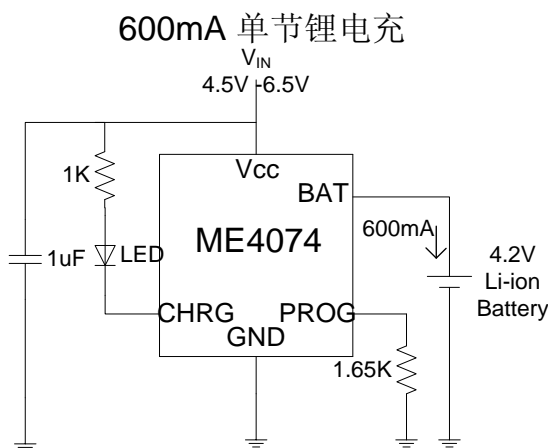 600mA 单节锂电充
VIN
4.5V -6.5V
1K
Vcc
BAT
ME4074
600mA
1uF
LED
4.2V
Li-ion
Battery
CHRG
PROG
GND
1.65K